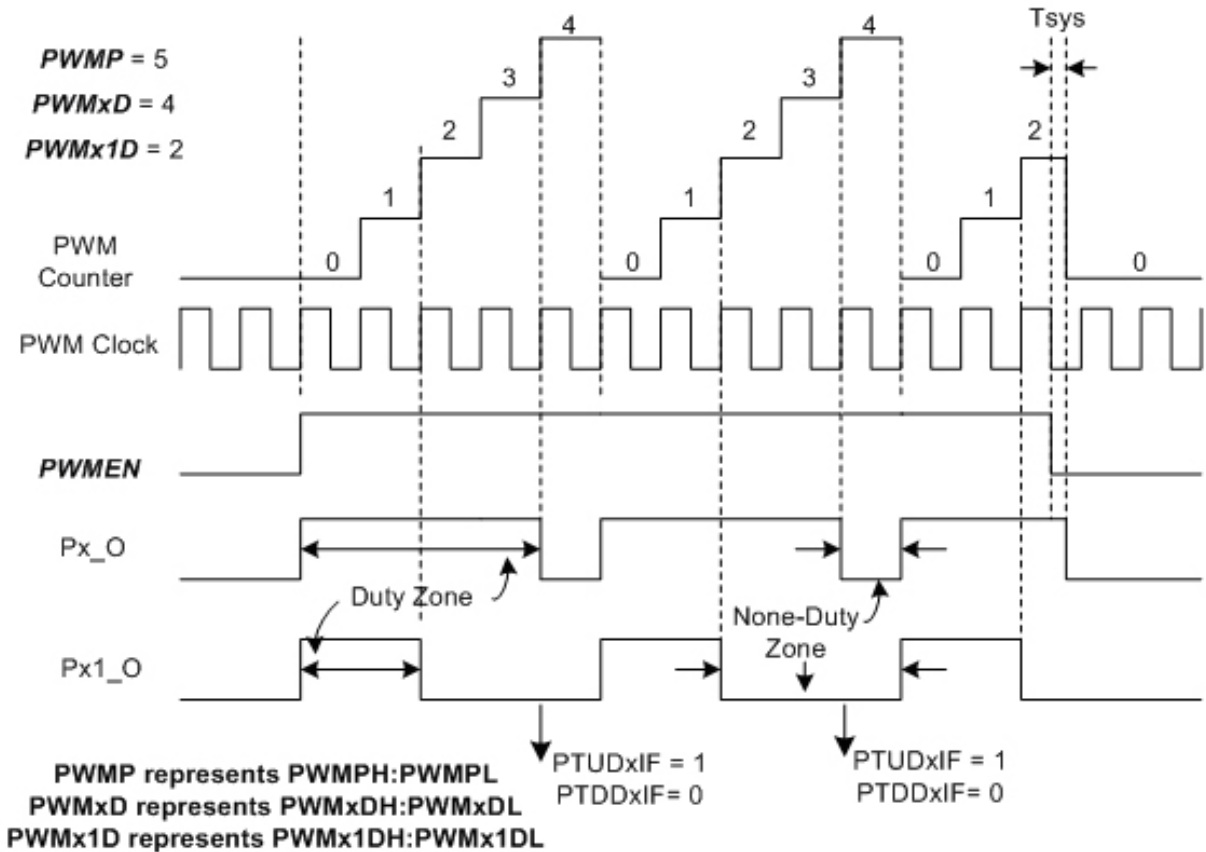 Tsys
4
4
PWMP = 5
3
3
PWMxD = 4
2
2
2
PWMx1D = 2
1
1
1
PWM
Counter
0
0
0
0
PWM Clock
PWMEN
Px_O
Duty Zone
None-Duty
Zone
Px1_O
PTUDxIF = 1
PTDDxIF= 0
PTUDxIF = 1
PTDDxIF= 0
PWMP represents PWMPH:PWMPL
PWMxD represents PWMxDH:PWMxDL
PWMx1D represents PWMx1DH:PWMx1DL